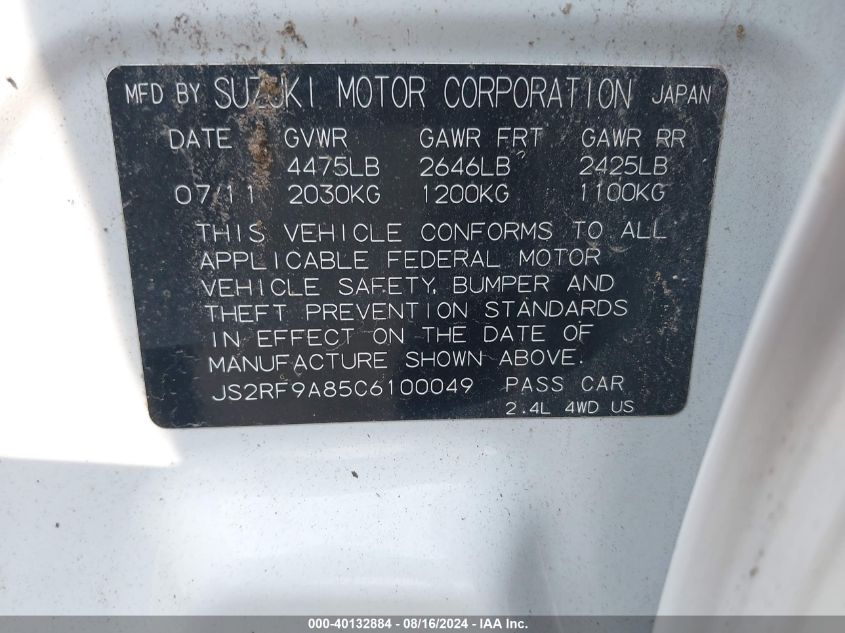 MFD BY SUZUKI MOTOR CORPORATION JAPAN
DATE GVWR GAWR FRT GAWR RR
4475LB 2646LB 2425LB
07/11 2030KG 1200KG 1100KG
THIS VEHICLE CONFORMS TO ALL
APPLICABLE FEDERAL MOTOR
VEHICLE SAFETY, BUMPER AND
THEFT PREVENTION STANDARDS
IN EFFECT ON THE DATE OF
MANUFACTURE SHOWN ABOVE.
JS2RF9A85C6100049 PASS CAR
2.4L 4WD US
000-40132884 - 08/16/2024 - IAA Inc.